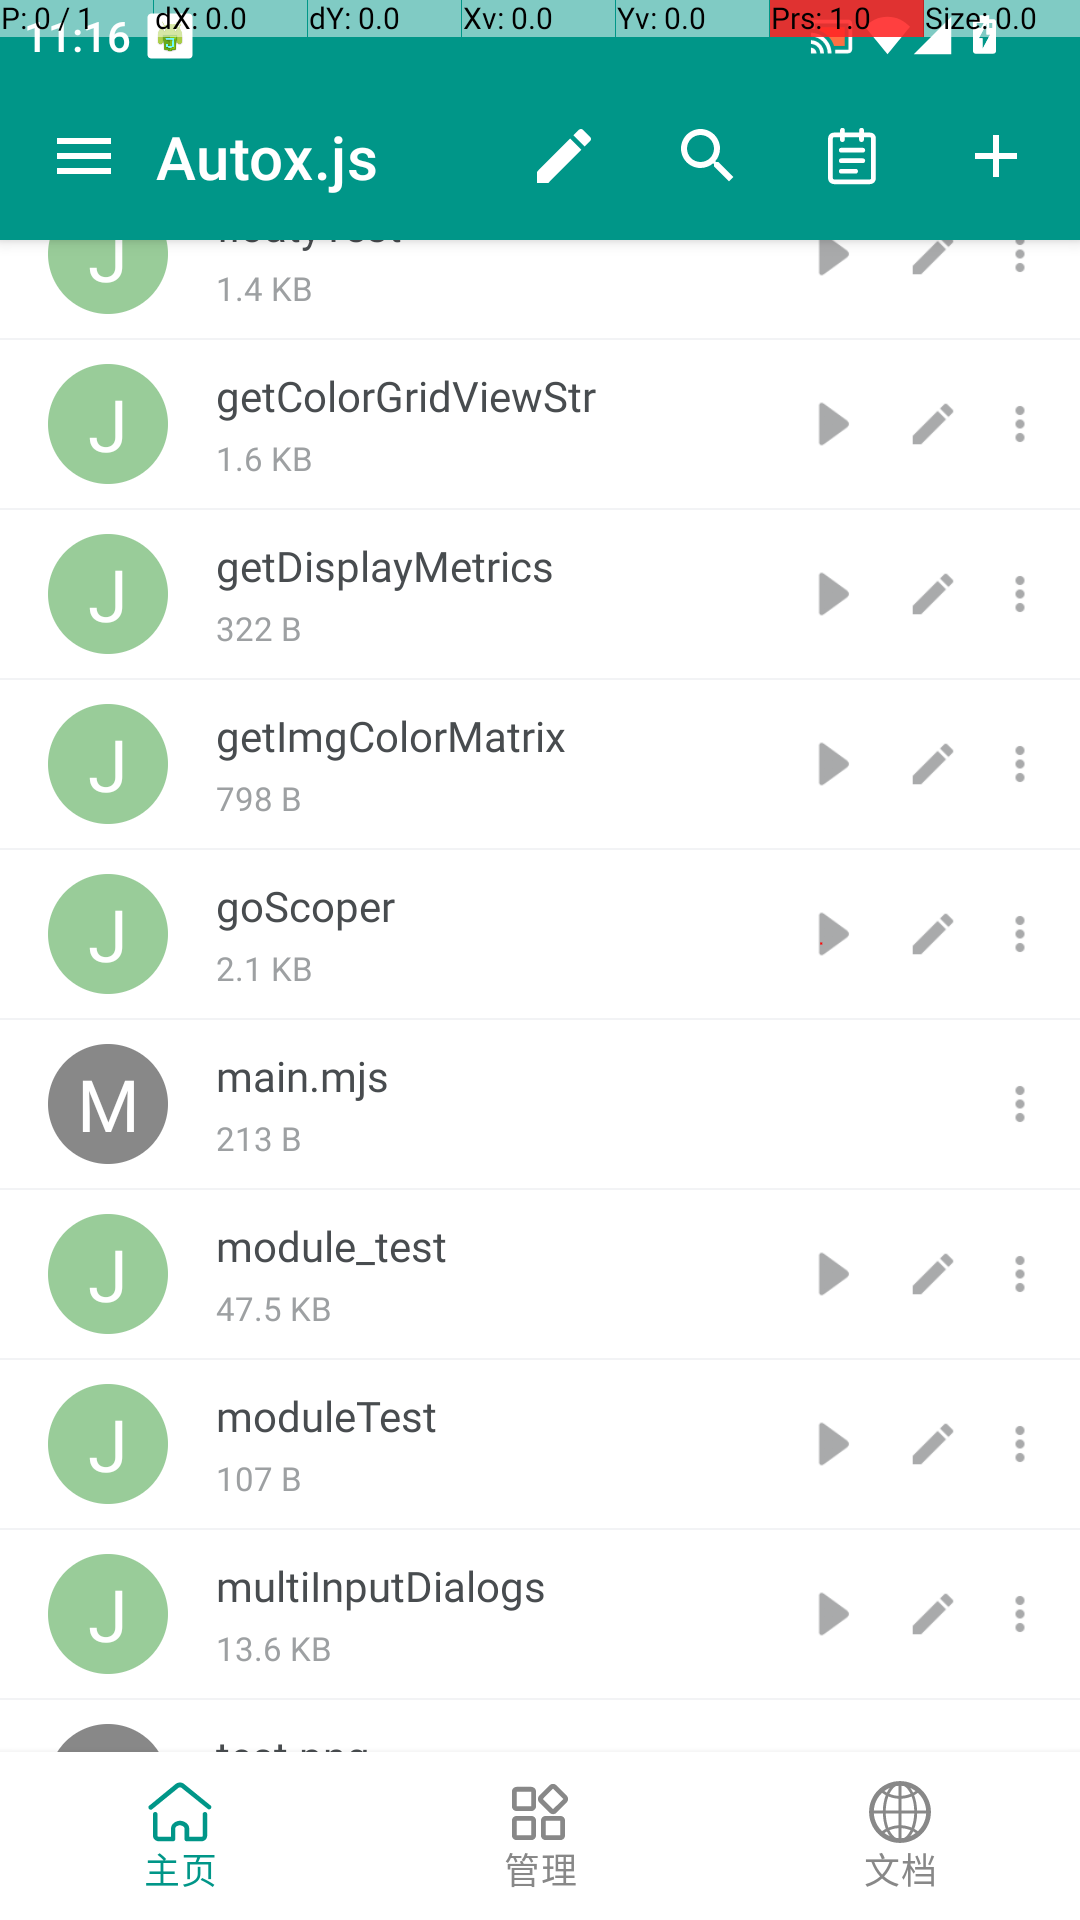 P: 0 / 1 dX: 0.0 dY: 0.0 Xv: 0.0 Yv: 0.0 Prs: 1.0 Size: 0.0
11:16
Autox.js
J
1.4 KB
J getColorGridViewStr
1.6 KB
J getDisplayMetrics
322 B
J getImgColorMatrix
798 B
J goScoper
2.1 KB
M main.mjs
213 B
J module_test
47.5 KB
J moduleTest
107 B
J multiInputDialogs
13.6 KB
test.png
主页 管理 文档